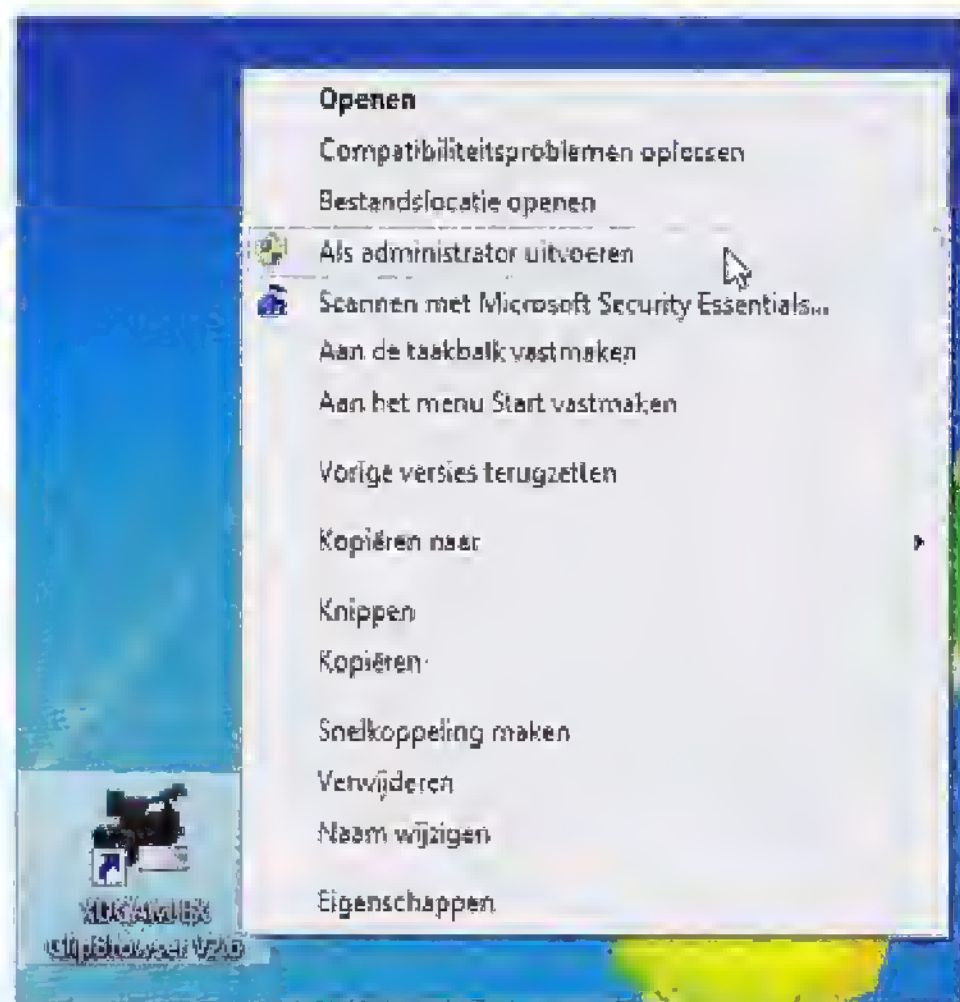 Openen
Compatibiliteitsproblemen oplossen
Bestandslocatie openen
Als administrator uitvoeren
Scannen met Microsoft Security Essentials...
Aan de taakbalk vastmaken
Aan het menu Start vastmaken
Vorige versies terugzetten
Kopiëren naar
Knippen
Kopiëren
Snelkoppeling maken
Verwijderen
Naam wijzigen
Eigenschappen